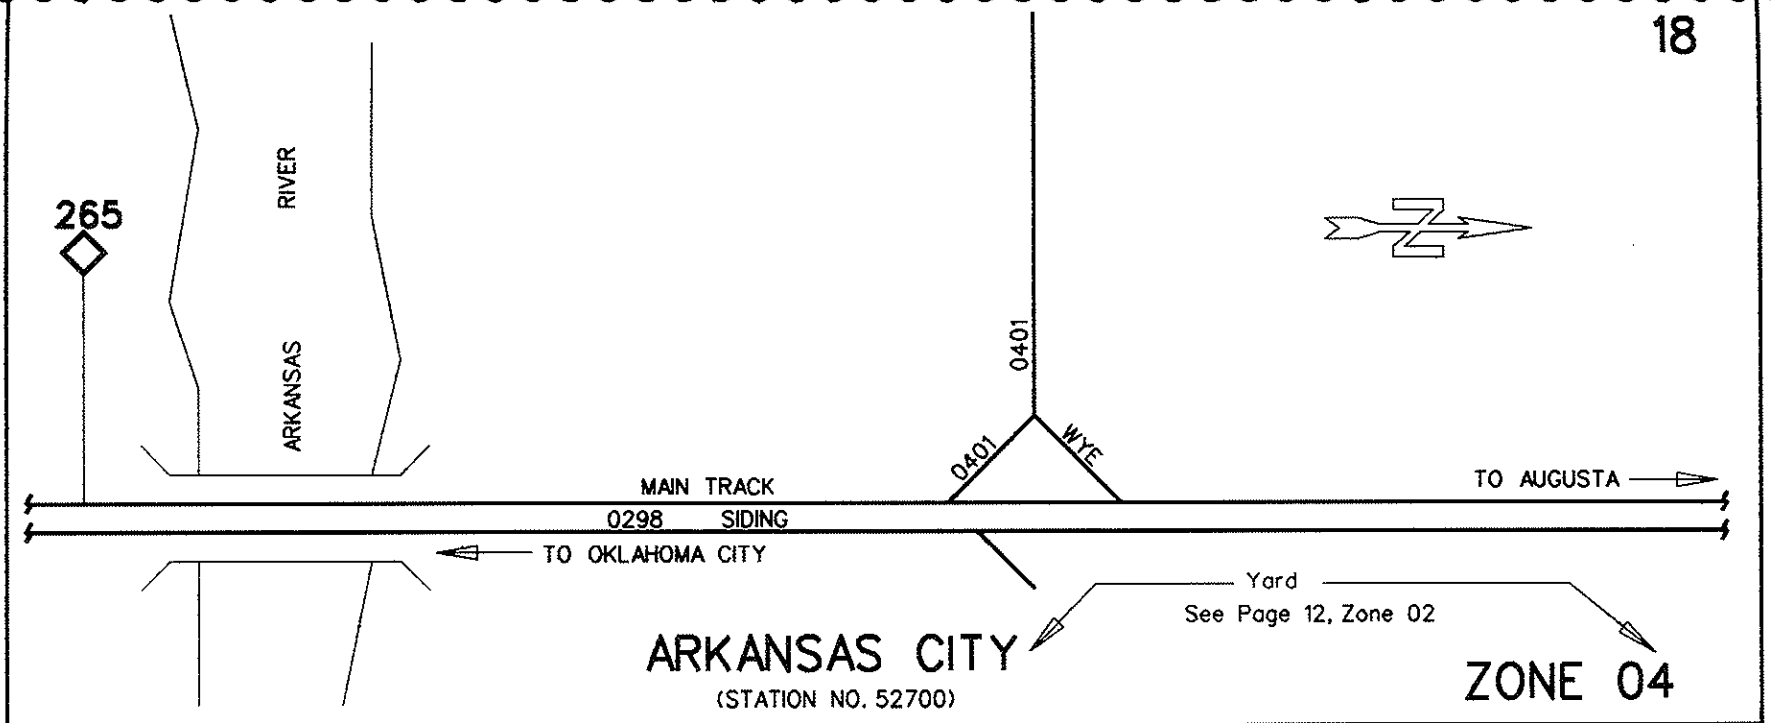 18
265
RIVER
ARKANSAS
0401
0401
WYE
N
MAIN TRACK
TO AUGUSTA
0298 SIDING
TO OKLAHOMA CITY
Yard
See Page 12, Zone 02
ARKANSAS CITY
(STATION NO. 52700)
ZONE 04